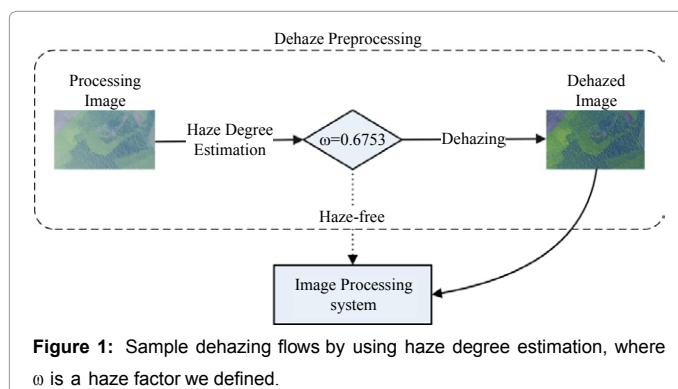 Dehaze Preprocessing
Processing
Image
Dehazed
Image
Haze Degree
Estimation
ω=0.6753
Dehazing
Haze-free
Image Processing
system
Figure 1: Sample dehazing flows by using haze degree estimation, where
ω is a haze factor we defined.